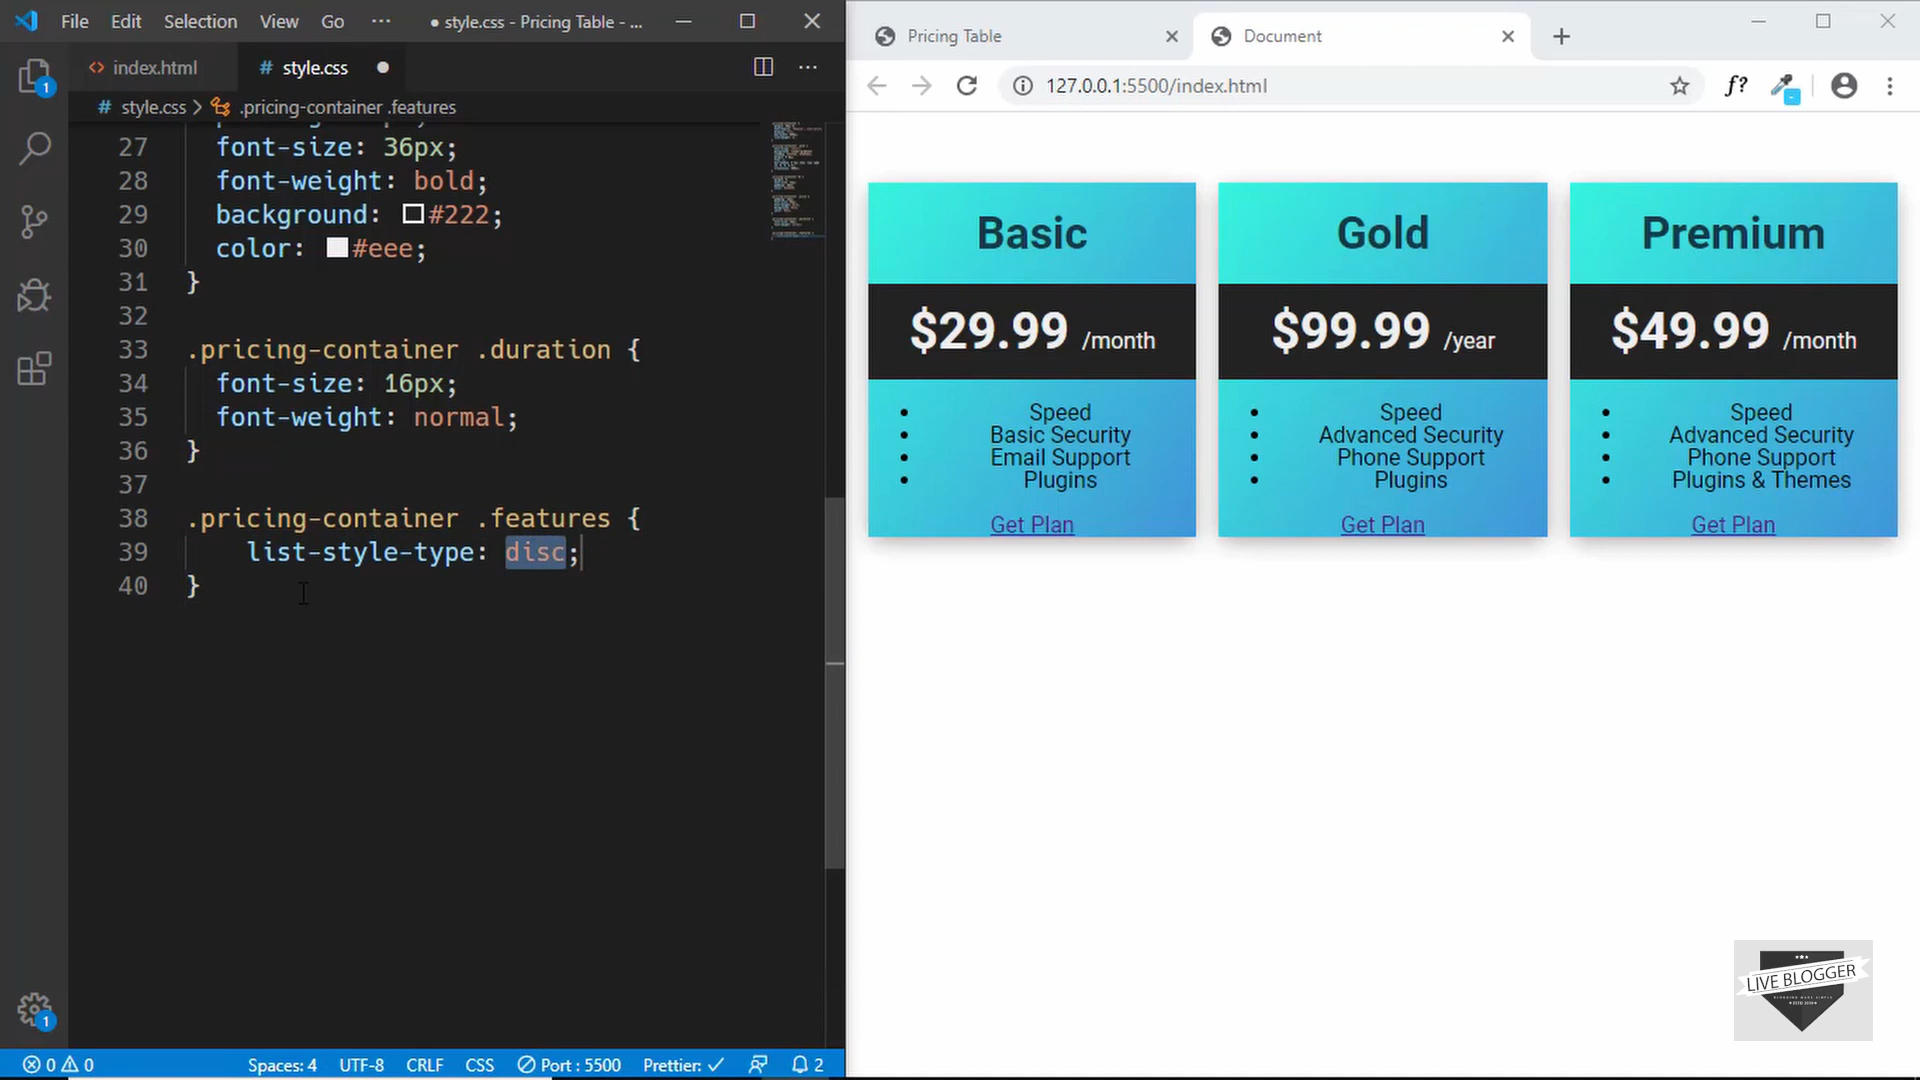 File Edit Selection View Go ··· ● style.css - Pricing Table - ...
index.html
# style.css ●
# style.css > .pricing-container .features
27 font-size: 36px;
28 font-weight: bold;
29 background: #222;
30 color: #eee;
31 }
32
33 .pricing-container .duration {
34 font-size: 16px;
35 font-weight: normal;
36 }
37
38 .pricing-container .features {
39 list-style-type: disc;
40 }
1
1
0 0 Spaces: 4 UTF-8 CRLF CSS Port : 5500 Prettier: ✓ 2
Pricing Table
Document
127.0.0.1:5500/index.html
f?
Basic
$29.99 /month
• Speed
• Basic Security
• Email Support
• Plugins
Get Plan
Gold
$99.99 /year
• Speed
• Advanced Security
• Phone Support
• Plugins
Get Plan
Premium
$49.99 /month
• Speed
• Advanced Security
• Phone Support
• Plugins & Themes
Get Plan
LIVE BLOGGER